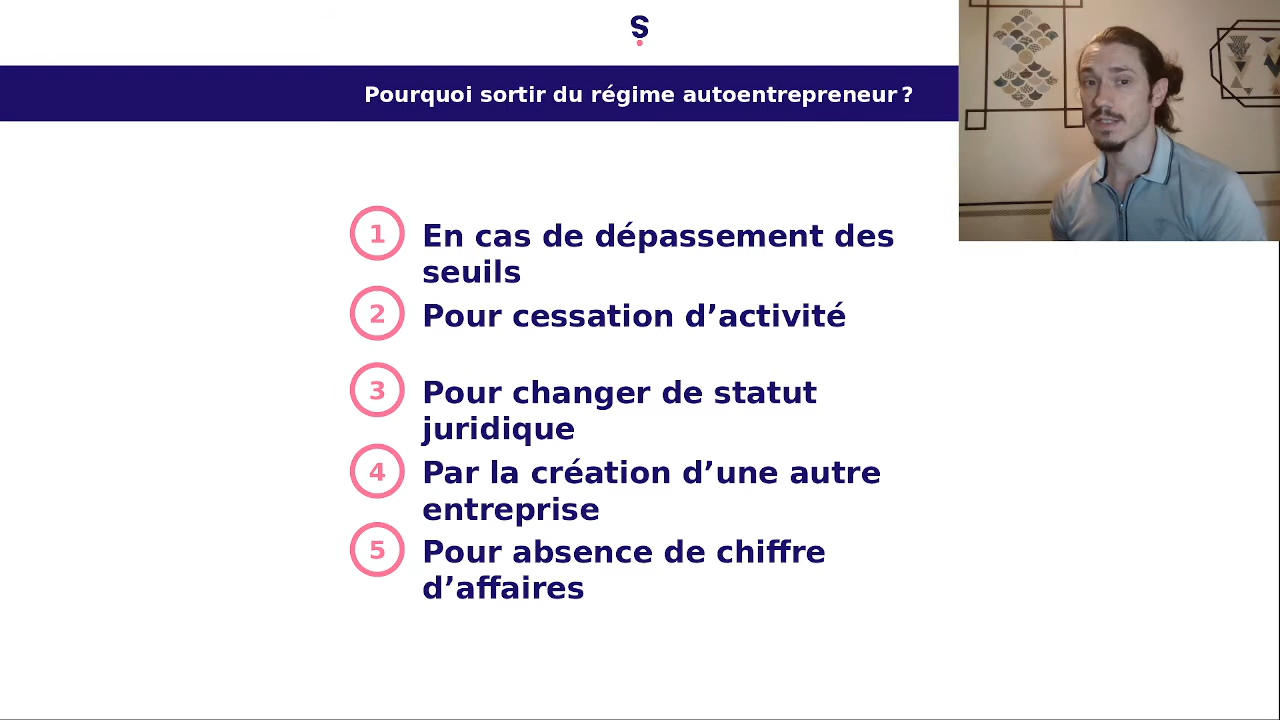 S
Pourquoi sortir du régime autoentrepreneur ?
1
En cas de dépassement des
seuils
2
Pour cessation d’activité
3
Pour changer de statut
juridique
4
Par la création d’une autre
entreprise
5
Pour absence de chiffre
d’affaires